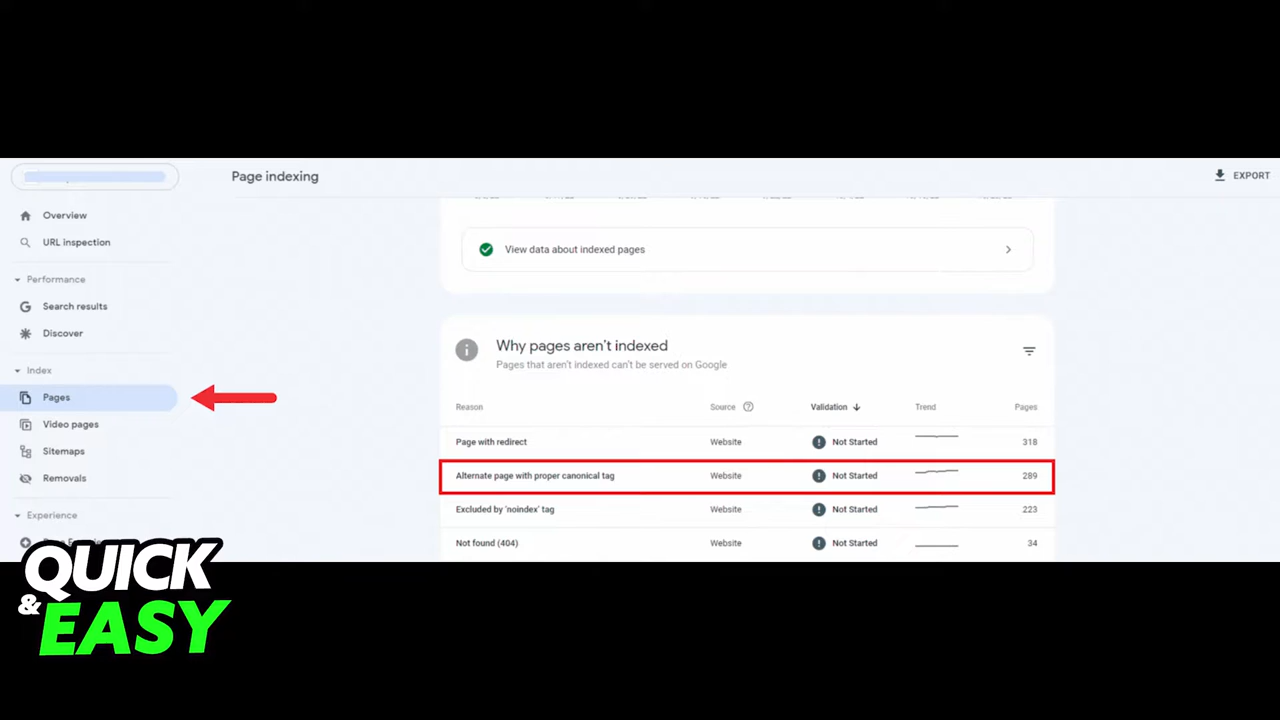 Page indexing
EXPORT
Overview
URL inspection
Performance
Search results
Discover
Index
Pages
Video pages
Sitemaps
Removals
Experience
View data about indexed pages
Why pages aren't indexed
Pages that aren't indexed can't be served on Google
Reason Source Validation Trend Pages
Page with redirect Website Not Started 318
Alternate page with proper canonical tag Website Not Started 289
Excluded by 'noindex' tag Website Not Started 223
Not found (404) Website Not Started 34
QUICK
& EASY